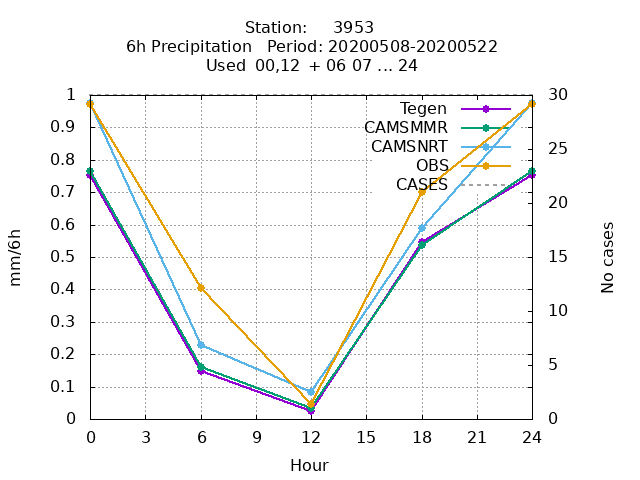 Station:     3953
6h Precipitation   Period: 20200508-20200522
Used  00,12  + 06 07 ... 24
1
0.9
0.8
0.7
0.6
0.5
0.4
0.3
0.2
0.1
0
30
25
20
15
10
5
0
Tegen
CAMSMMR
CAMSNRT
OBS
CASES
mm/6h
No cases
0 3 6 9 12 15 18 21 24
Hour